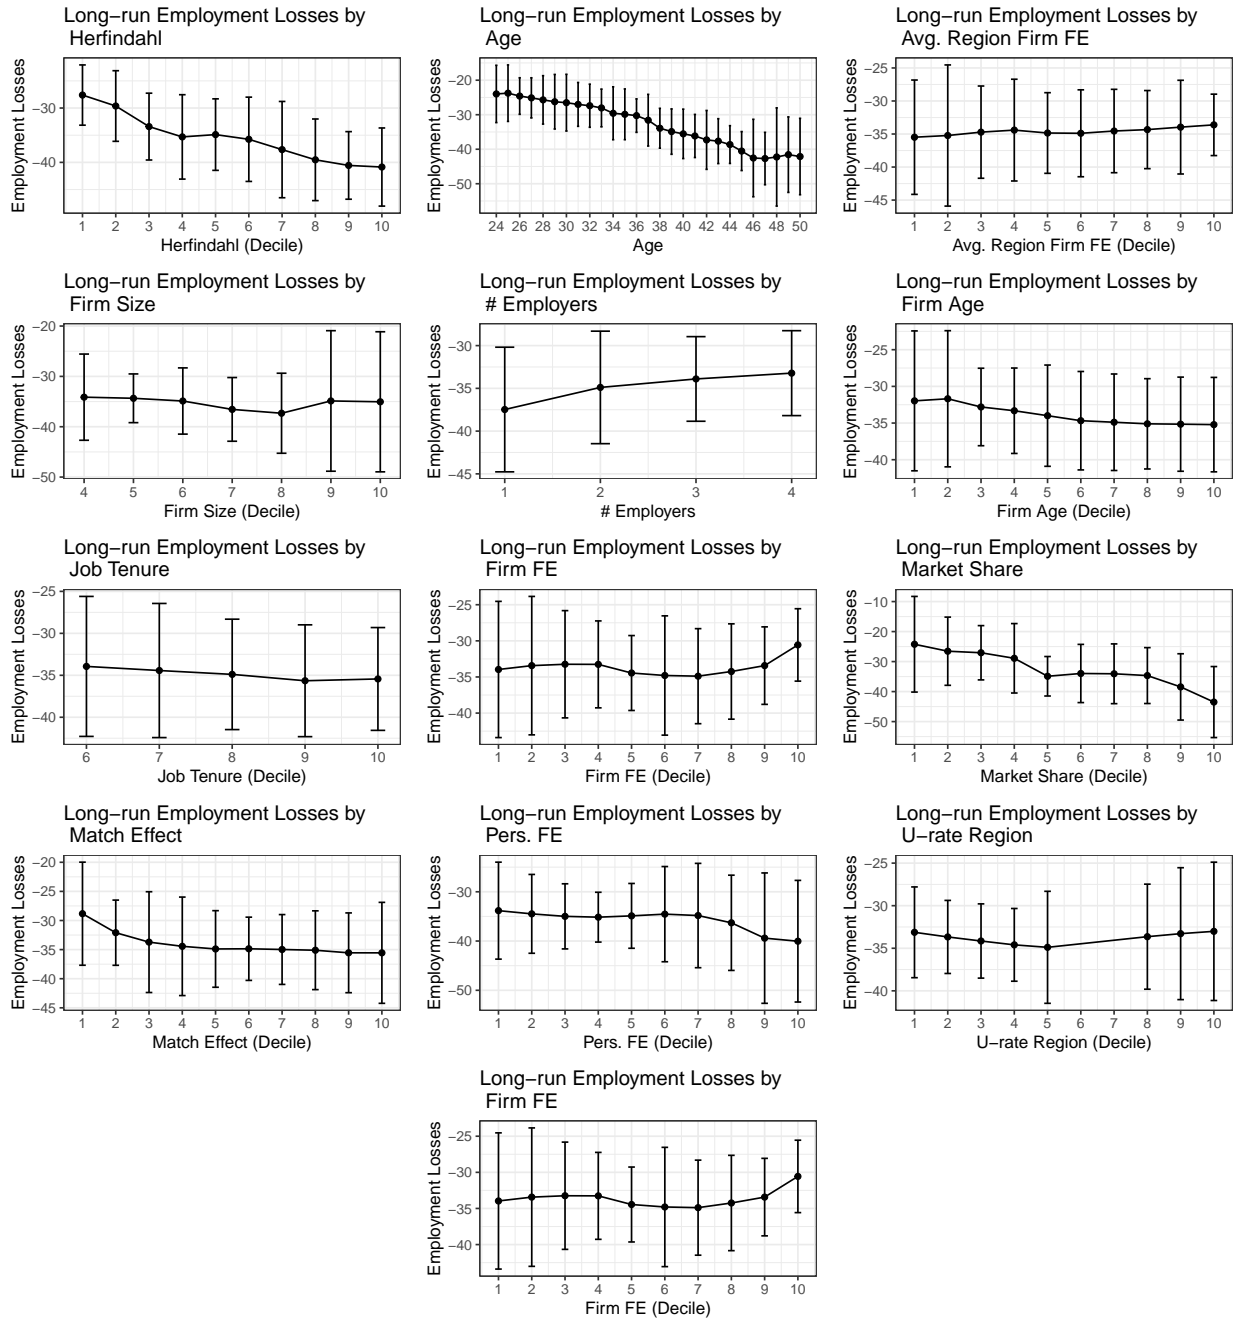 Long−run Employment Losses by
Herfindahl
Employment Losses
−30
−40
1 2 3 4 5 6 7 8 9 10
Herfindahl (Decile)
Long−run Employment Losses by
Age
Employment Losses
−20
−30
−40
−50
24 26 28 30 32 34 36 38 40 42 44 46 48 50
Age
Long−run Employment Losses by
Avg. Region Firm FE
Employment Losses
−25
−30
−35
−40
−45
1 2 3 4 5 6 7 8 9 10
Avg. Region Firm FE (Decile)
Long−run Employment Losses by
Firm Size
Employment Losses
−20
−30
−40
−50
4 5 6 7 8 9 10
Firm Size (Decile)
Long−run Employment Losses by
# Employers
Employment Losses
−30
−35
−40
−45
1 2 3 4
# Employers
Long−run Employment Losses by
Firm Age
Employment Losses
−25
−30
−35
−40
1 2 3 4 5 6 7 8 9 10
Firm Age (Decile)
Long−run Employment Losses by
Job Tenure
Employment Losses
−25
−30
−35
−40
6 7 8 9 10
Job Tenure (Decile)
Long−run Employment Losses by
Firm FE
Employment Losses
−25
−30
−35
−40
1 2 3 4 5 6 7 8 9 10
Firm FE (Decile)
Long−run Employment Losses by
Market Share
Employment Losses
−10
−20
−30
−40
−50
1 2 3 4 5 6 7 8 9 10
Market Share (Decile)
Long−run Employment Losses by
Match Effect
Employment Losses
−20
−25
−30
−35
−40
−45
1 2 3 4 5 6 7 8 9 10
Match Effect (Decile)
Long−run Employment Losses by
Pers. FE
Employment Losses
−30
−40
−50
1 2 3 4 5 6 7 8 9 10
Pers. FE (Decile)
Long−run Employment Losses by
U−rate Region
Employment Losses
−25
−30
−35
−40
1 2 3 4 5 8 9 10
U−rate Region (Decile)
Long−run Employment Losses by
Firm FE
Employment Losses
−25
−30
−35
−40
1 2 3 4 5 6 7 8 9 10
Firm FE (Decile)